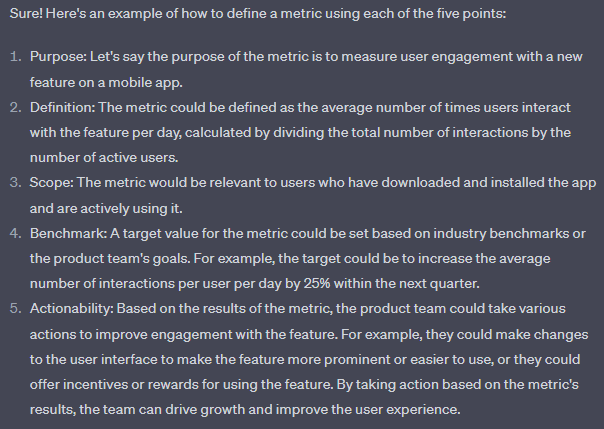 Sure! Here's an example of how to define a metric using each of the five points:
1. Purpose: Let's say the purpose of the metric is to measure user engagement with a new
feature on a mobile app.
2. Definition: The metric could be defined as the average number of times users interact
with the feature per day, calculated by dividing the total number of interactions by the
number of active users.
3. Scope: The metric would be relevant to users who have downloaded and installed the app
and are actively using it.
4. Benchmark: A target value for the metric could be set based on industry benchmarks or
the product team's goals. For example, the target could be to increase the average
number of interactions per user per day by 25% within the next quarter.
5. Actionability: Based on the results of the metric, the product team could take various
actions to improve engagement with the feature. For example, they could make changes
to the user interface to make the feature more prominent or easier to use, or they could
offer incentives or rewards for using the feature. By taking action based on the metric's
results, the team can drive growth and improve the user experience.